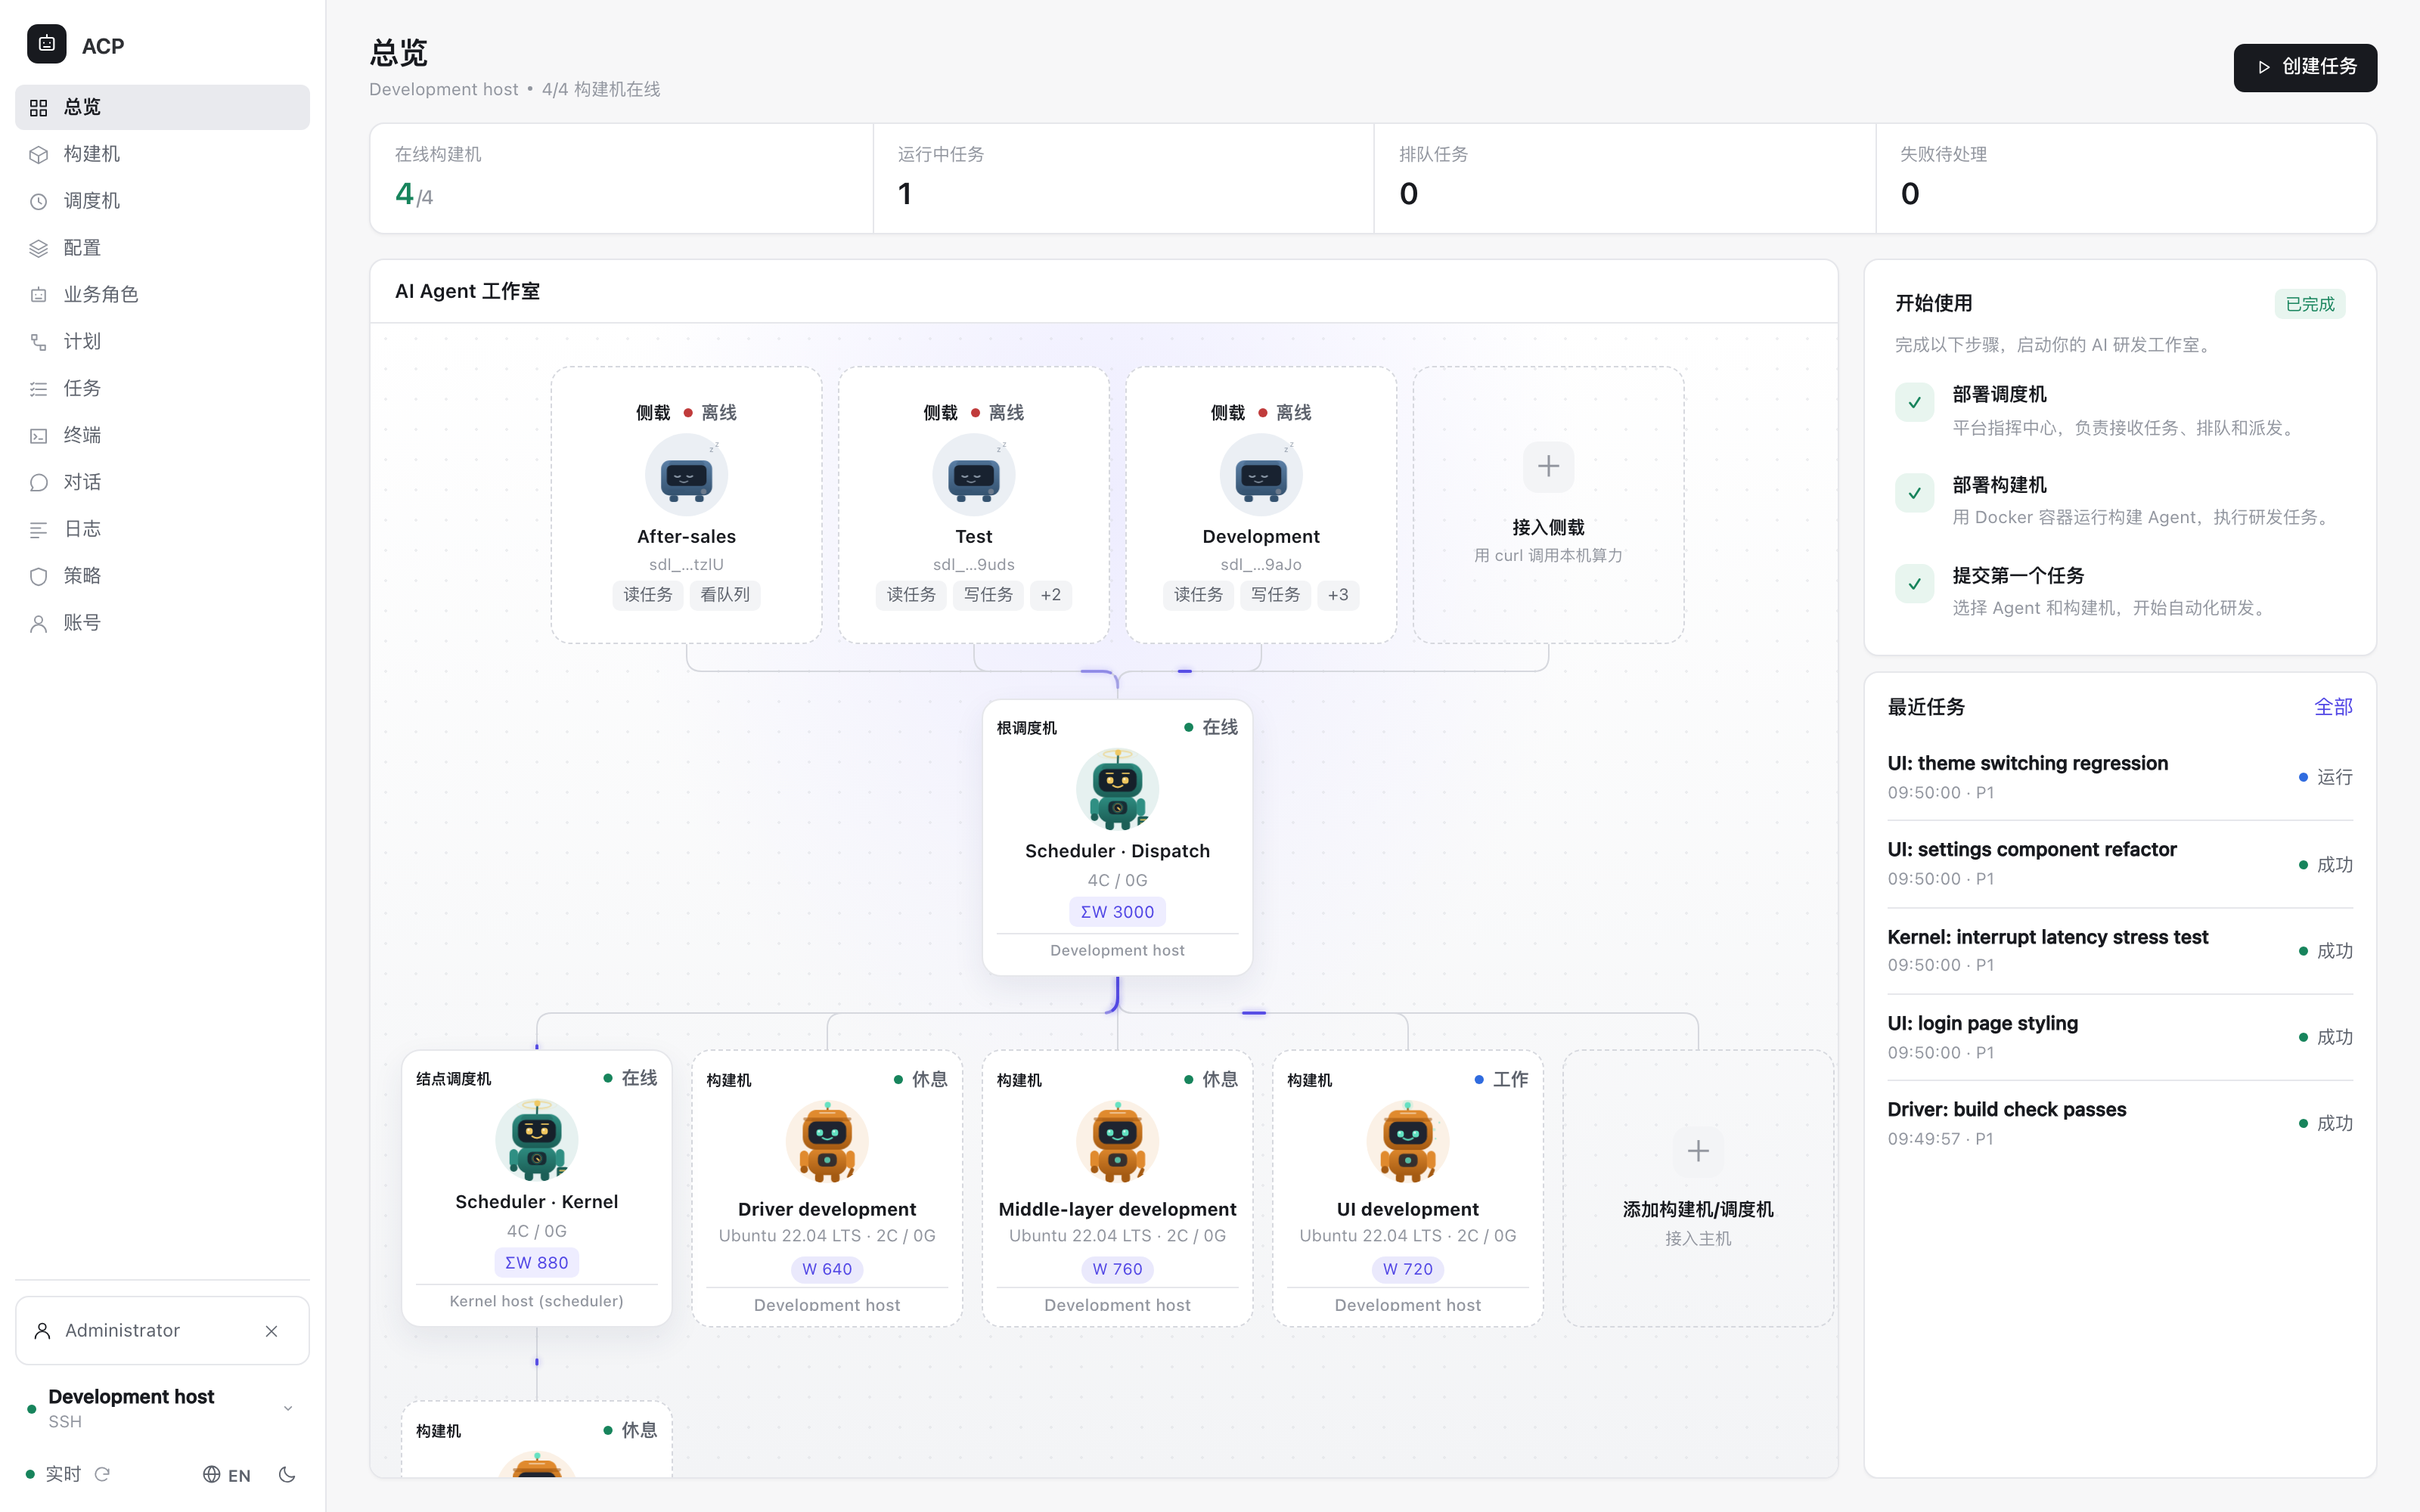 ACP
总览
构建机
调度机
配置
业务角色
计划
任务
终端
对话
日志
策略
账号
Administrator
Development host
SSH
实时
EN
总览
Development host • 4/4 构建机在线
创建任务
在线构建机
4/4
运行中任务
1
排队任务
0
失败待处理
0
AI Agent 工作室
侧载 离线
After-sales
sdl_...tzlU
读任务 看队列
侧载 离线
Test
sdl_...9uds
读任务 写任务 +2
侧载 离线
Development
sdl_...9aJo
读任务 写任务 +3
接入侧载
用 curl 调用本机算力
根调度机 在线
Scheduler · Dispatch
4C / 0G
ΣW 3000
Development host
结点调度机 在线
Scheduler · Kernel
4C / 0G
ΣW 880
Kernel host (scheduler)
构建机 休息
Driver development
Ubuntu 22.04 LTS · 2C / 0G
W 640
Development host
构建机 休息
Middle-layer development
Ubuntu 22.04 LTS · 2C / 0G
W 760
Development host
构建机 工作
UI development
Ubuntu 22.04 LTS · 2C / 0G
W 720
Development host
添加构建机/调度机
接入主机
构建机 休息
开始使用 已完成
完成以下步骤，启动你的 AI 研发工作室。
部署调度机
平台指挥中心，负责接收任务、排队和派发。
部署构建机
用 Docker 容器运行构建 Agent，执行研发任务。
提交第一个任务
选择 Agent 和构建机，开始自动化研发。
最近任务 全部
UI: theme switching regression
09:50:00 · P1
运行
UI: settings component refactor
09:50:00 · P1
成功
Kernel: interrupt latency stress test
09:50:00 · P1
成功
UI: login page styling
09:50:00 · P1
成功
Driver: build check passes
09:49:57 · P1
成功